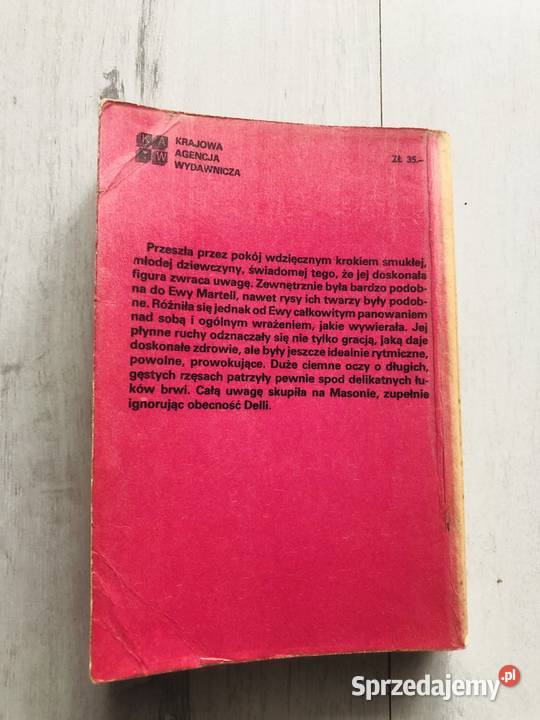 KRAJOWA
AGENCJA
WYDAWNICZA
KA
W
ZŁ 35.–
Przeszła przez pokój wdzięcznym krokiem smukłej,
młodej dziewczyny, świadomej tego, że jej doskonała
figura zwraca uwagę. Zewnętrznie była bardzo podob-
na do Ewy Martell, nawet rysy ich twarzy były podob-
ne. Różniła się jednak od Ewy całkowitym panowaniem
nad sobą i ogólnym wrażeniem, jakie wywierała. Jej
płynne ruchy odznaczały się nie tylko gracją, jaką daje
doskonałe zdrowie, ale były jeszcze idealnie rytmiczne,
powolne, prowokujące. Duże ciemne oczy o długich,
gęstych rzęsach patrzyły pewnie spod delikatnych łu-
ków brwi. Całą uwagę skupiła na Masonie, zupełnie
ignorując obecność Delli.
Sprzedajemy.pl